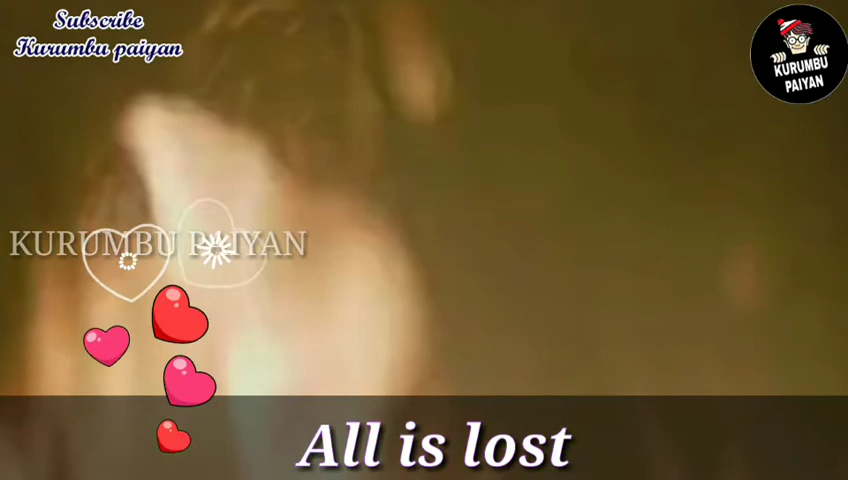 Subscribe
Kurumbu paiyan
KURUMBU
PAIYAN
KURUMBU PAIYAN
All is lost